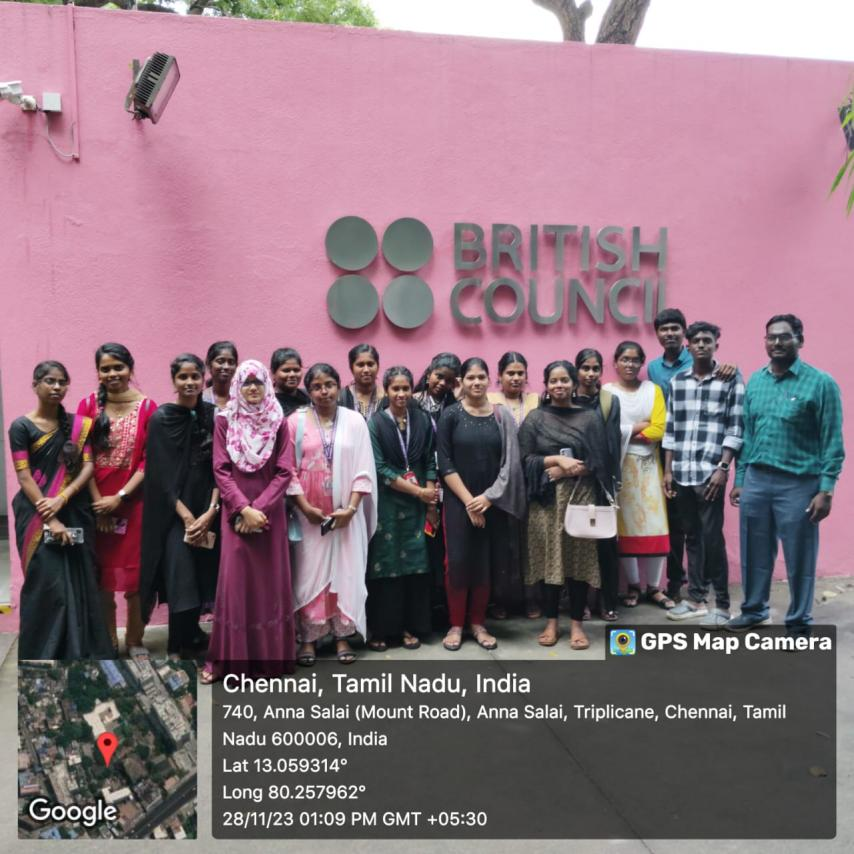 BRITISH
COUNCIL
GPS Map Camera
Chennai, Tamil Nadu, India
740, Anna Salai (Mount Road), Anna Salai, Triplicane, Chennai, Tamil
Nadu 600006, India
Lat 13.059314°
Long 80.257962°
28/11/23 01:09 PM GMT +05:30
Google